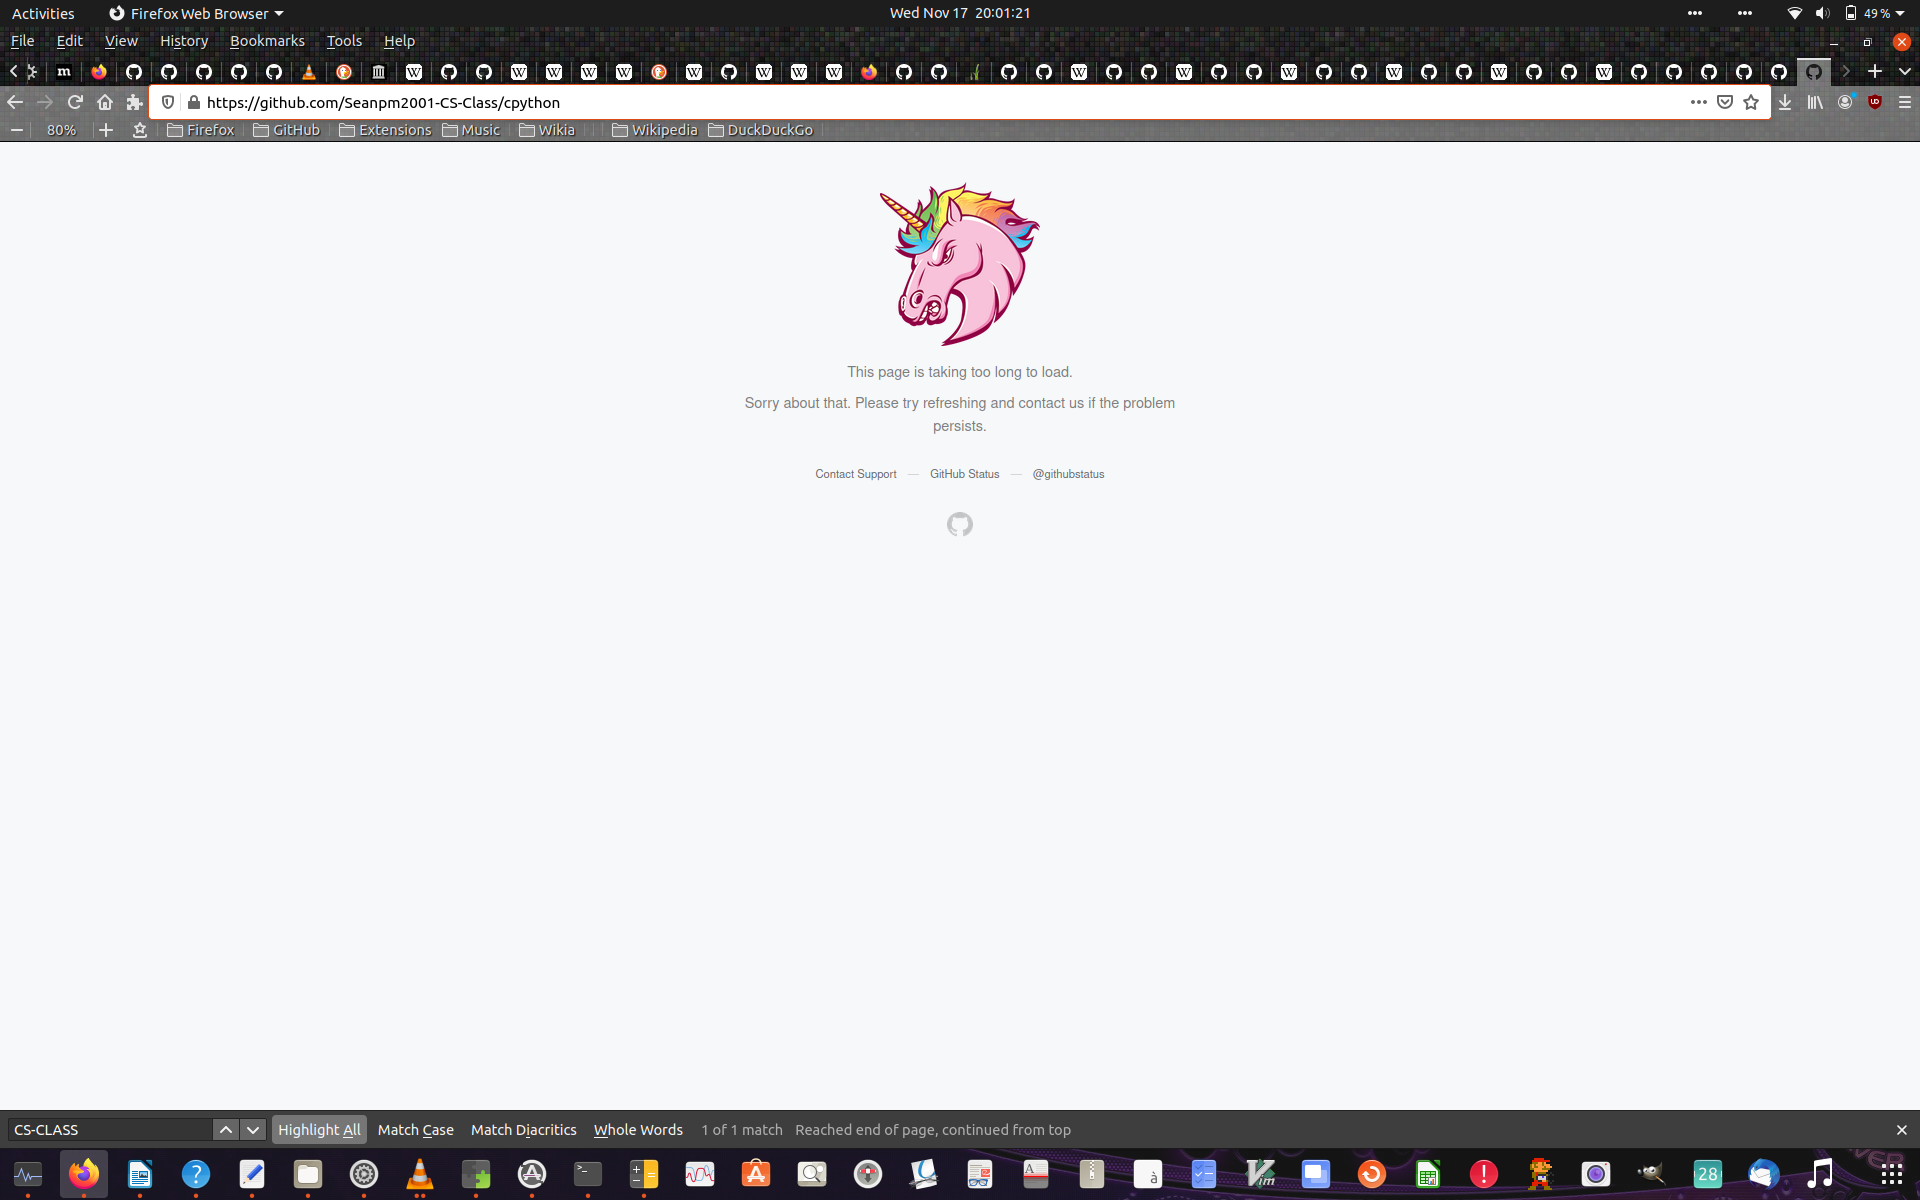 Activities Firefox Web Browser Wed Nov 17 20:01:21 49 %
File Edit View History Bookmarks Tools Help
https://github.com/Seanpm2001-CS-Class/cpython
80% Firefox GitHub Extensions Music Wikia Wikipedia DuckDuckGo
This page is taking too long to load.
Sorry about that. Please try refreshing and contact us if the problem
persists.
Contact Support — GitHub Status — @githubstatus
CS-CLASS Highlight All Match Case Match Diacritics Whole Words 1 of 1 match Reached end of page, continued from top
28